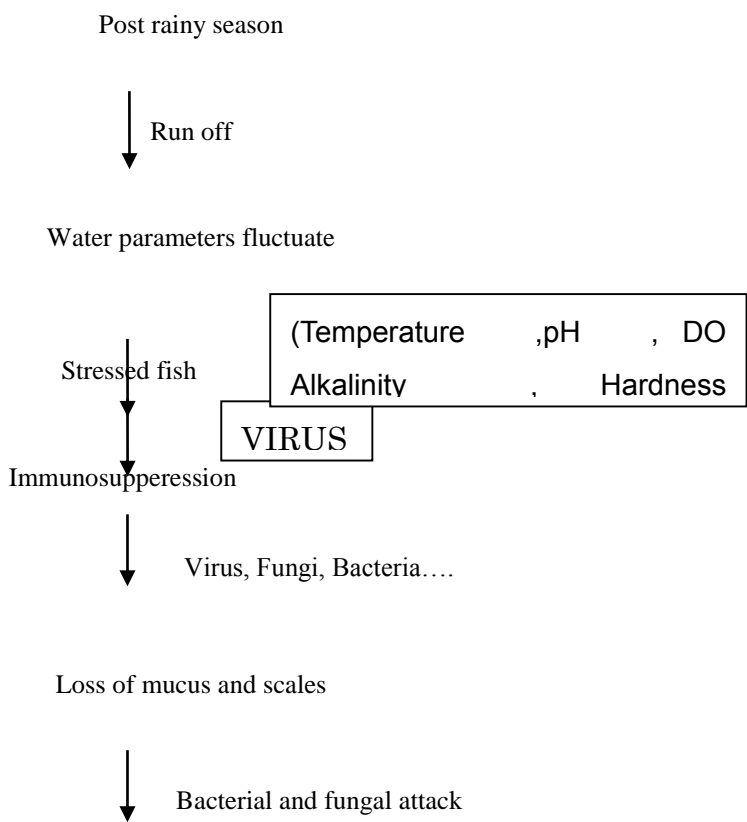 Post rainy season
Run off
Water parameters fluctuate
(Temperature ,pH , DO
Alkalinity , Hardness
Stressed fish
VIRUS
Immunosupperession
Virus, Fungi, Bacteria….
Loss of mucus and scales
Bacterial and fungal attack